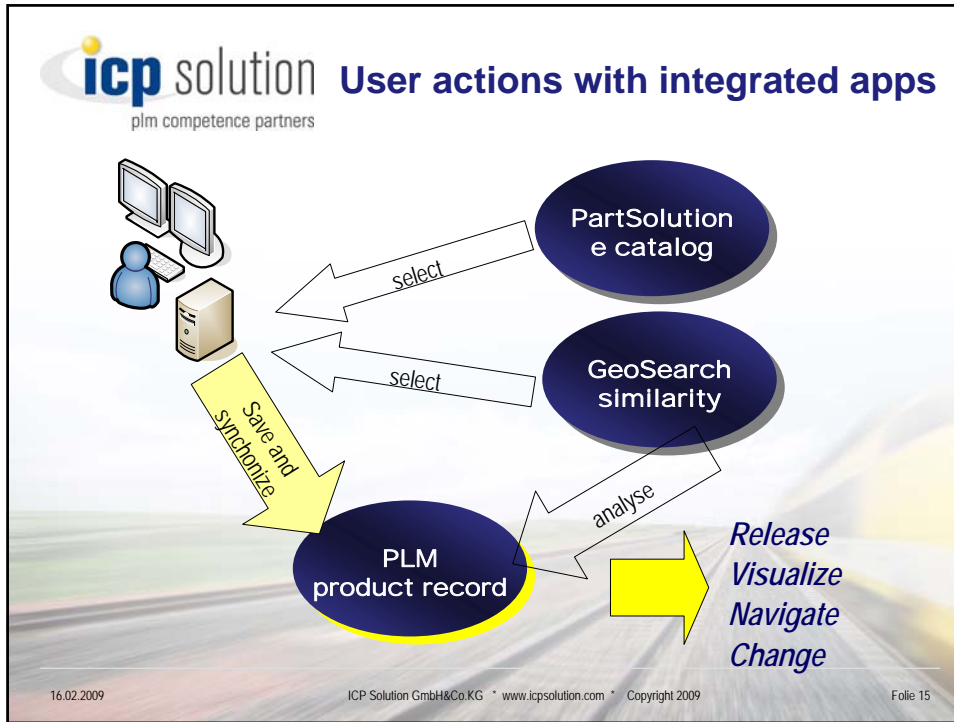 icp solution
plm competence partners
User actions with integrated apps
PartSolution
e catalog
select
GeoSearch
similarity
select
Save and
synchonize
analyse
PLM
product record
Release
Visualize
Navigate
Change
16.02.2009
ICP Solution GmbH&Co.KG * www.icpsolution.com * Copyright 2009
Folie 15